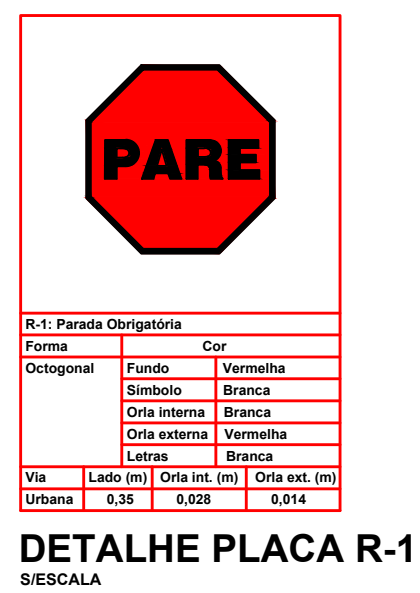 PARE
R-1: Parada Obrigatória
Forma Cor
Octogonal Fundo Vermelha
Símbolo Branca
Orla interna Branca
Orla externa Vermelha
Letras Branca
Via Lado (m) Orla int. (m) Orla ext. (m)
Urbana 0,35 0,028 0,014
DETALHE PLACA R-1
S/ESCALA